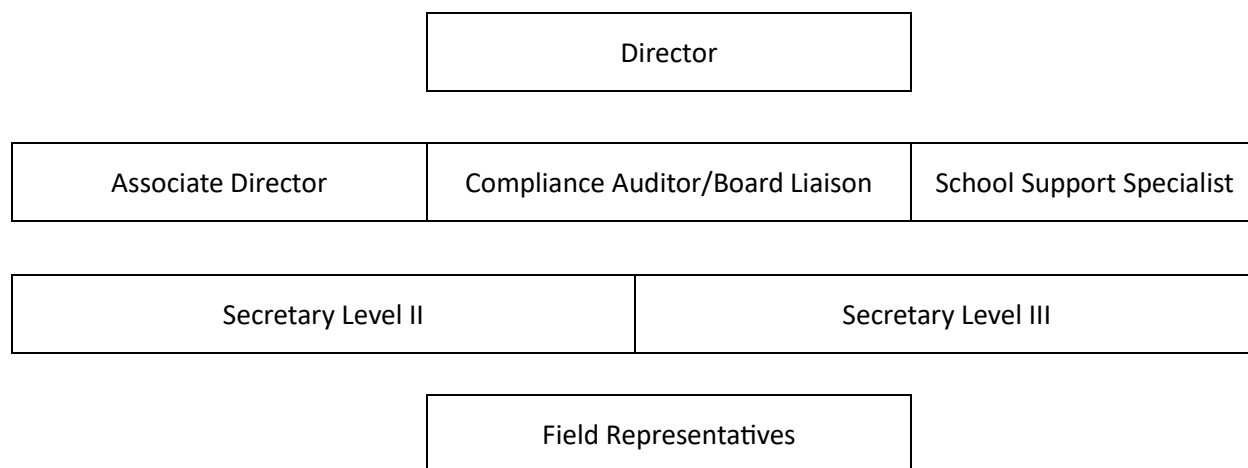 Director
Associate Director
Compliance Auditor/Board Liaison
School Support Specialist
Secretary Level II
Secretary Level III
Field Representatives